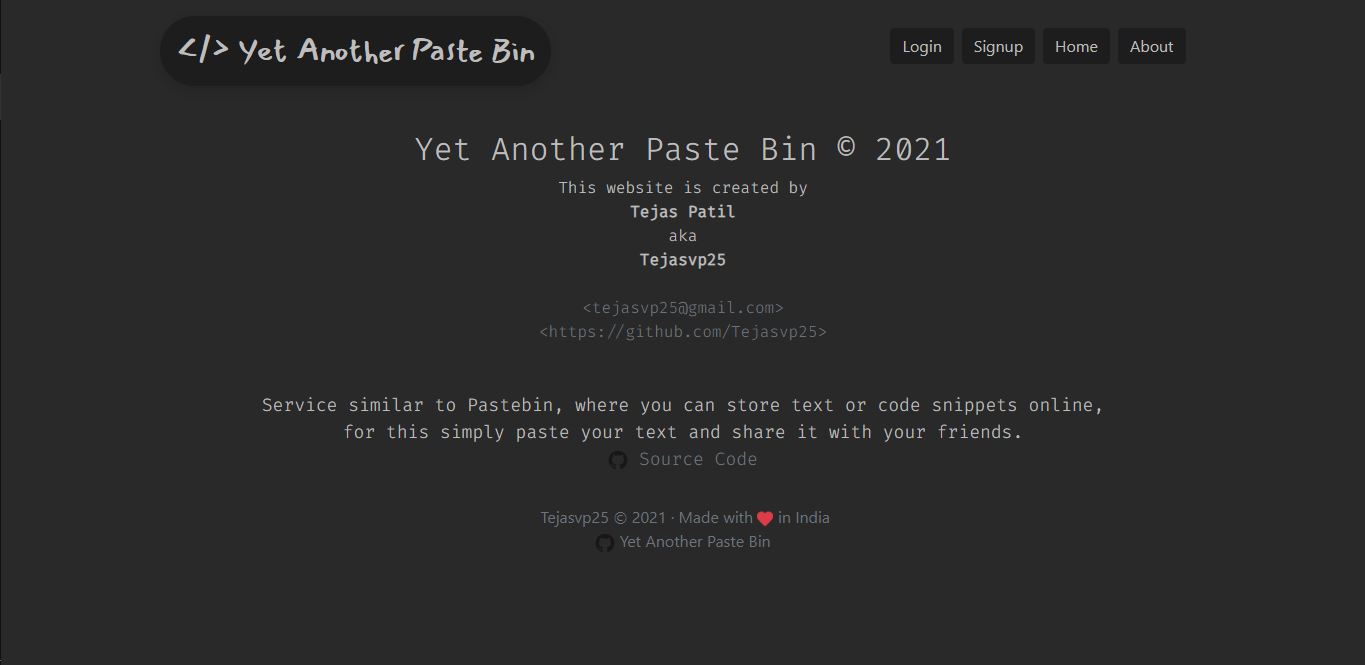 </> Yet Another Paste Bin
Login Signup Home About
Yet Another Paste Bin © 2021
This website is created by
Tejas Patil
aka
Tejasvp25
<tejasvp25@gmail.com>
<https://github.com/Tejasvp25>
Service similar to Pastebin, where you can store text or code snippets online,
for this simply paste your text and share it with your friends.
Source Code
Tejasvp25 © 2021 · Made with ❤ in India
Yet Another Paste Bin